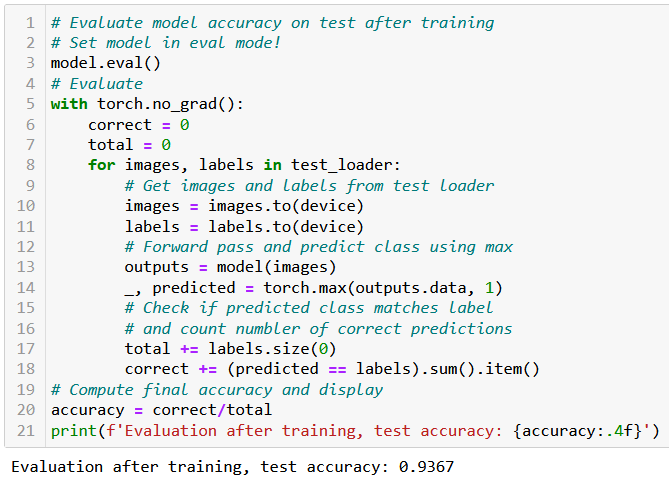 1 # Evaluate model accuracy on test after training
2 # Set model in eval mode!
3 model.eval()
4 # Evaluate
5 with torch.no_grad():
6     correct = 0
7     total = 0
8     for images, labels in test_loader:
9         # Get images and labels from test loader
10         images = images.to(device)
11         labels = labels.to(device)
12         # Forward pass and predict class using max
13         outputs = model(images)
14         _, predicted = torch.max(outputs.data, 1)
15         # Check if predicted class matches label
16         # and count numbler of correct predictions
17         total += labels.size(0)
18         correct += (predicted == labels).sum().item()
19 # Compute final accuracy and display
20 accuracy = correct/total
21 print(f'Evaluation after training, test accuracy: {accuracy:.4f}')
Evaluation after training, test accuracy: 0.9367